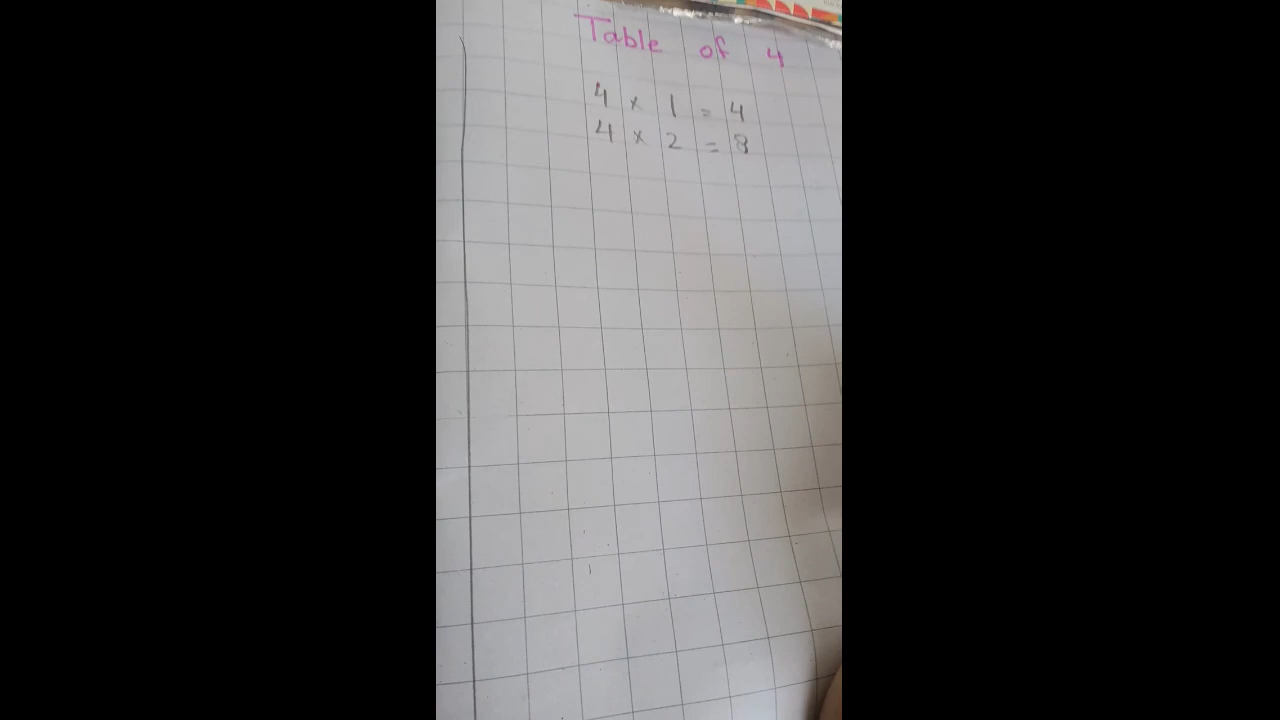 Table of 4
4 × 1 = 4
4 × 2 = 8